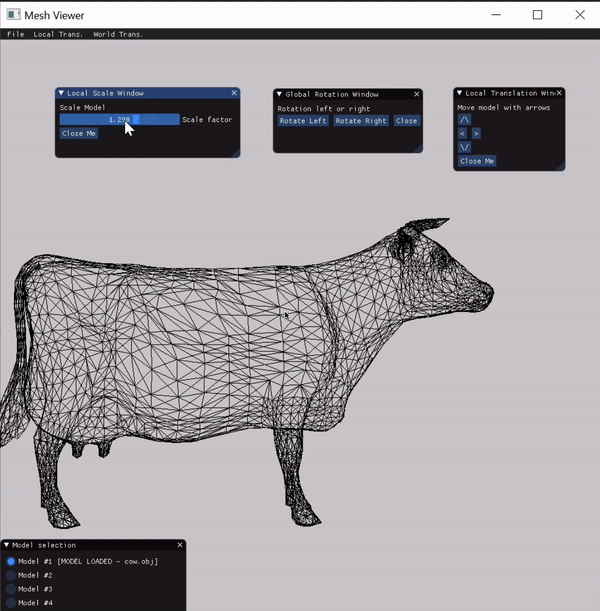 Mesh Viewer
File Local Trans. World Trans.
Local Scale Window
Scale Model
1.290 Scale factor
Close Me
Global Rotation Window
Rotation left or right
Rotate Left Rotate Right Close
Local Translation Win
Move model with arrows
/\
< >
\/
Close Me
Model selection
Model #1 [MODEL LOADED - cow.obj]
Model #2
Model #3
Model #4